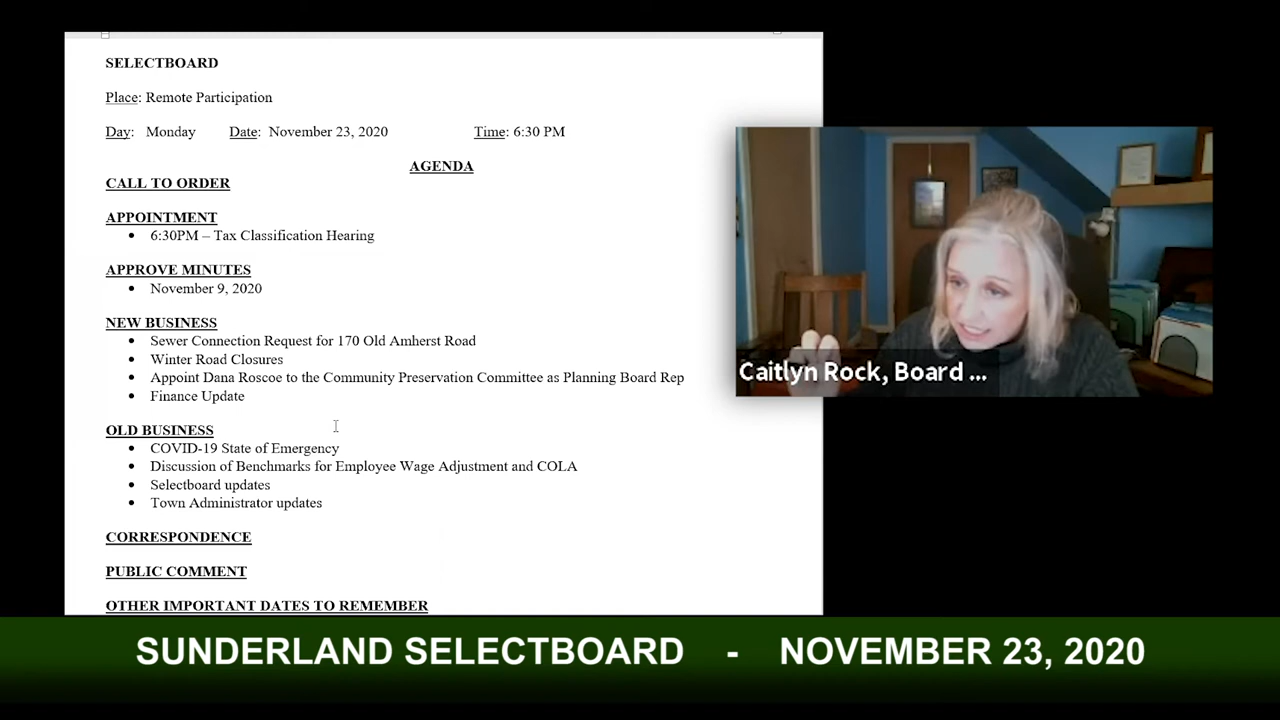 SELECTBOARD
Place: Remote Participation
Day: Monday Date: November 23, 2020 Time: 6:30 PM
AGENDA
CALL TO ORDER
APPOINTMENT
• 6:30PM – Tax Classification Hearing
APPROVE MINUTES
• November 9, 2020
NEW BUSINESS
• Sewer Connection Request for 170 Old Amherst Road
• Winter Road Closures
• Appoint Dana Roscoe to the Community Preservation Committee as Planning Board Rep
• Finance Update
OLD BUSINESS
• COVID-19 State of Emergency
• Discussion of Benchmarks for Employee Wage Adjustment and COLA
• Selectboard updates
• Town Administrator updates
CORRESPONDENCE
PUBLIC COMMENT
OTHER IMPORTANT DATES TO REMEMBER
Caitlyn Rock, Board ...
SUNDERLAND SELECTBOARD - NOVEMBER 23, 2020